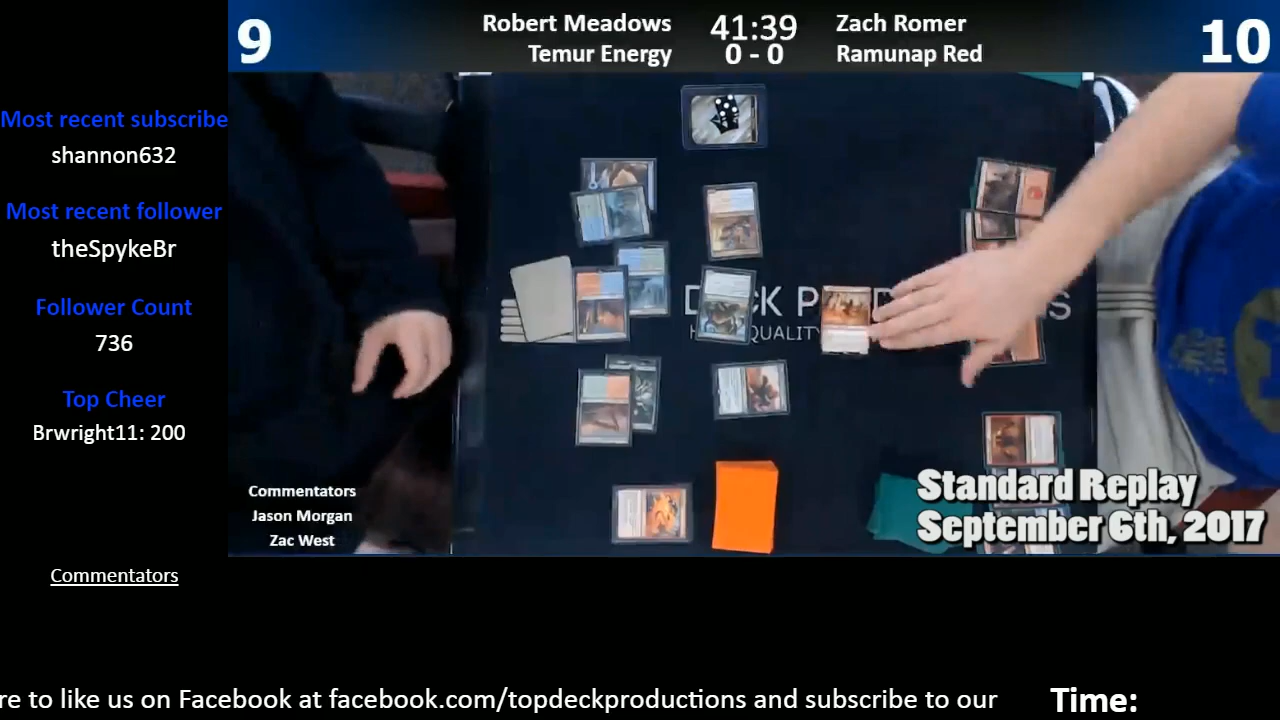 9
Robert Meadows
Temur Energy
41:39
0 - 0
Zach Romer
Ramunap Red
10
Most recent subscribe
shannon632
Most recent follower
theSpykeBr
Follower Count
736
Top Cheer
Brwright11: 200
QUALITY
Commentators
Jason Morgan
Zac West
Standard Replay
September 6th, 2017
Commentators
re to like us on Facebook at facebook.com/topdeckproductions and subscribe to our
Time: